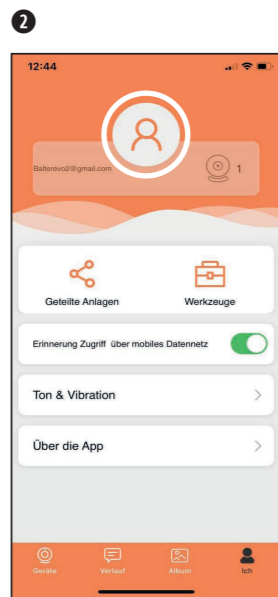 2
12:44
Balterevo2@gmail.com
1
Geteilte Anlagen
Werkzeuge
Erinnerung Zugriff über mobiles Datennetz
Ton & Vibration
Über die App
Geräte
Verlauf
Album
Ich